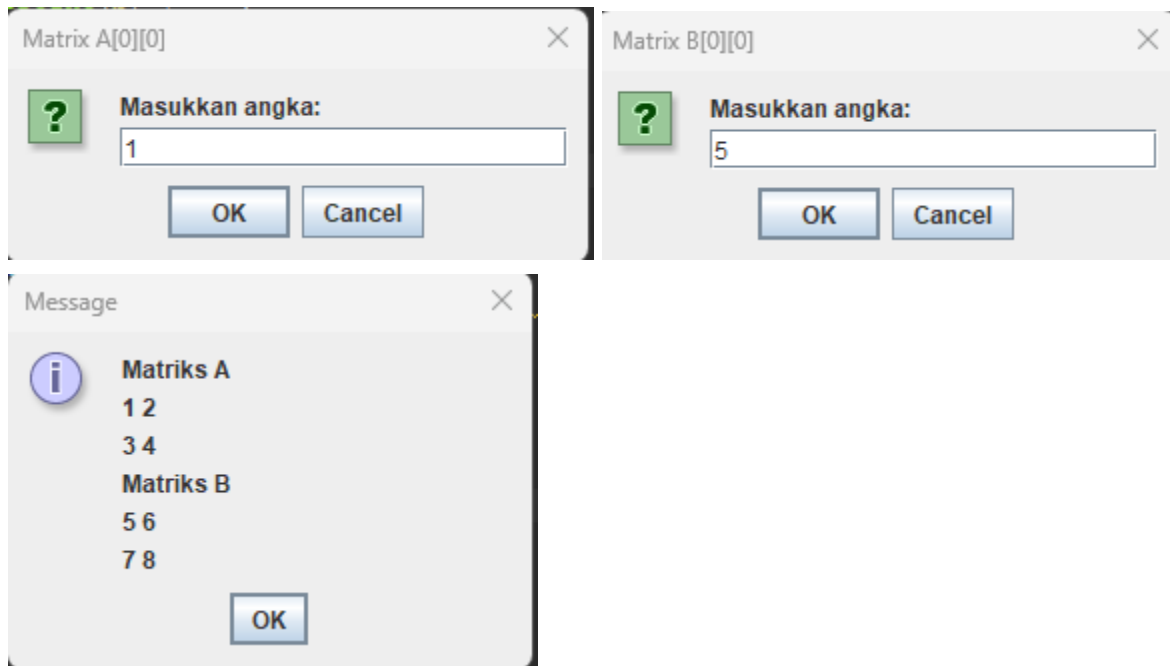 Matrix A[0][0]
Masukkan angka:
1
OK Cancel
Matrix B[0][0]
Masukkan angka:
5
OK Cancel
Message
Matriks A
1 2
3 4
Matriks B
5 6
7 8
OK